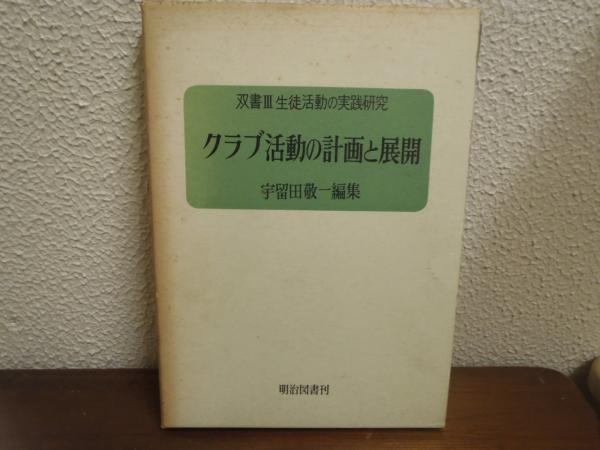 双書Ⅲ生徒活動の実践研究
クラブ活動の計画と展開
宇留田敬一編集
明治図書刊